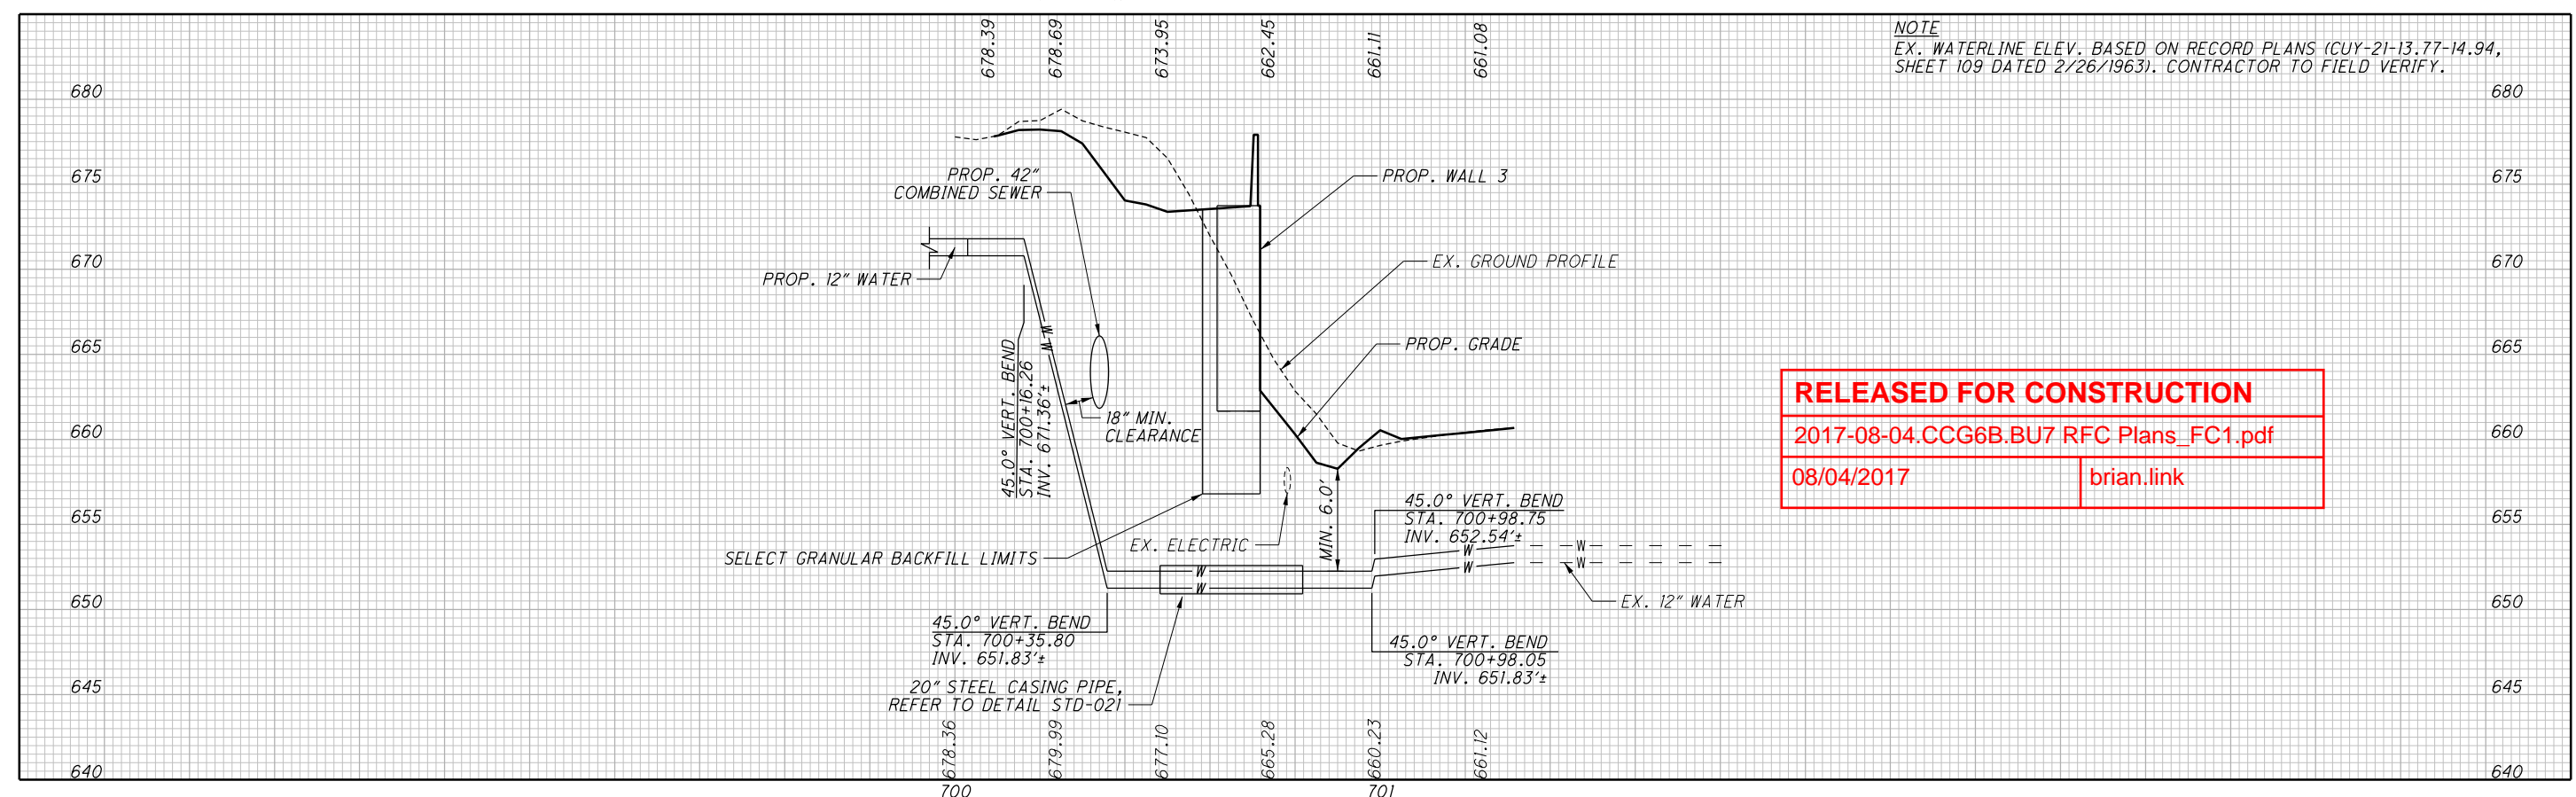 678.39
678.69
673.95
662.45
661.11
661.08
NOTE
EX. WATERLINE ELEV. BASED ON RECORD PLANS (CUY-21-13.77-14.94,
SHEET 109 DATED 2/26/1963). CONTRACTOR TO FIELD VERIFY.
680
680
675
675
670
670
665
665
660
660
655
655
650
650
645
645
640
640
PROP. 42"
COMBINED SEWER
PROP. WALL 3
PROP. 12" WATER
EX. GROUND PROFILE
PROP. GRADE
45.0° VERT. BEND
STA. 700+16.26
INV. 671.36'±
W
W
18" MIN.
CLEARANCE
RELEASED FOR CONSTRUCTION
2017-08-04.CCG6B.BU7 RFC Plans_FC1.pdf
08/04/2017
brian.link
SELECT GRANULAR BACKFILL LIMITS
EX. ELECTRIC
MIN. 6.0'
45.0° VERT. BEND
STA. 700+98.75
INV. 652.54'±
W
W
W
W
W
W
EX. 12" WATER
45.0° VERT. BEND
STA. 700+35.80
INV. 651.83'±
45.0° VERT. BEND
STA. 700+98.05
INV. 651.83'±
20" STEEL CASING PIPE,
REFER TO DETAIL STD-021
678.36
679.99
677.10
665.28
660.23
661.12
700
701